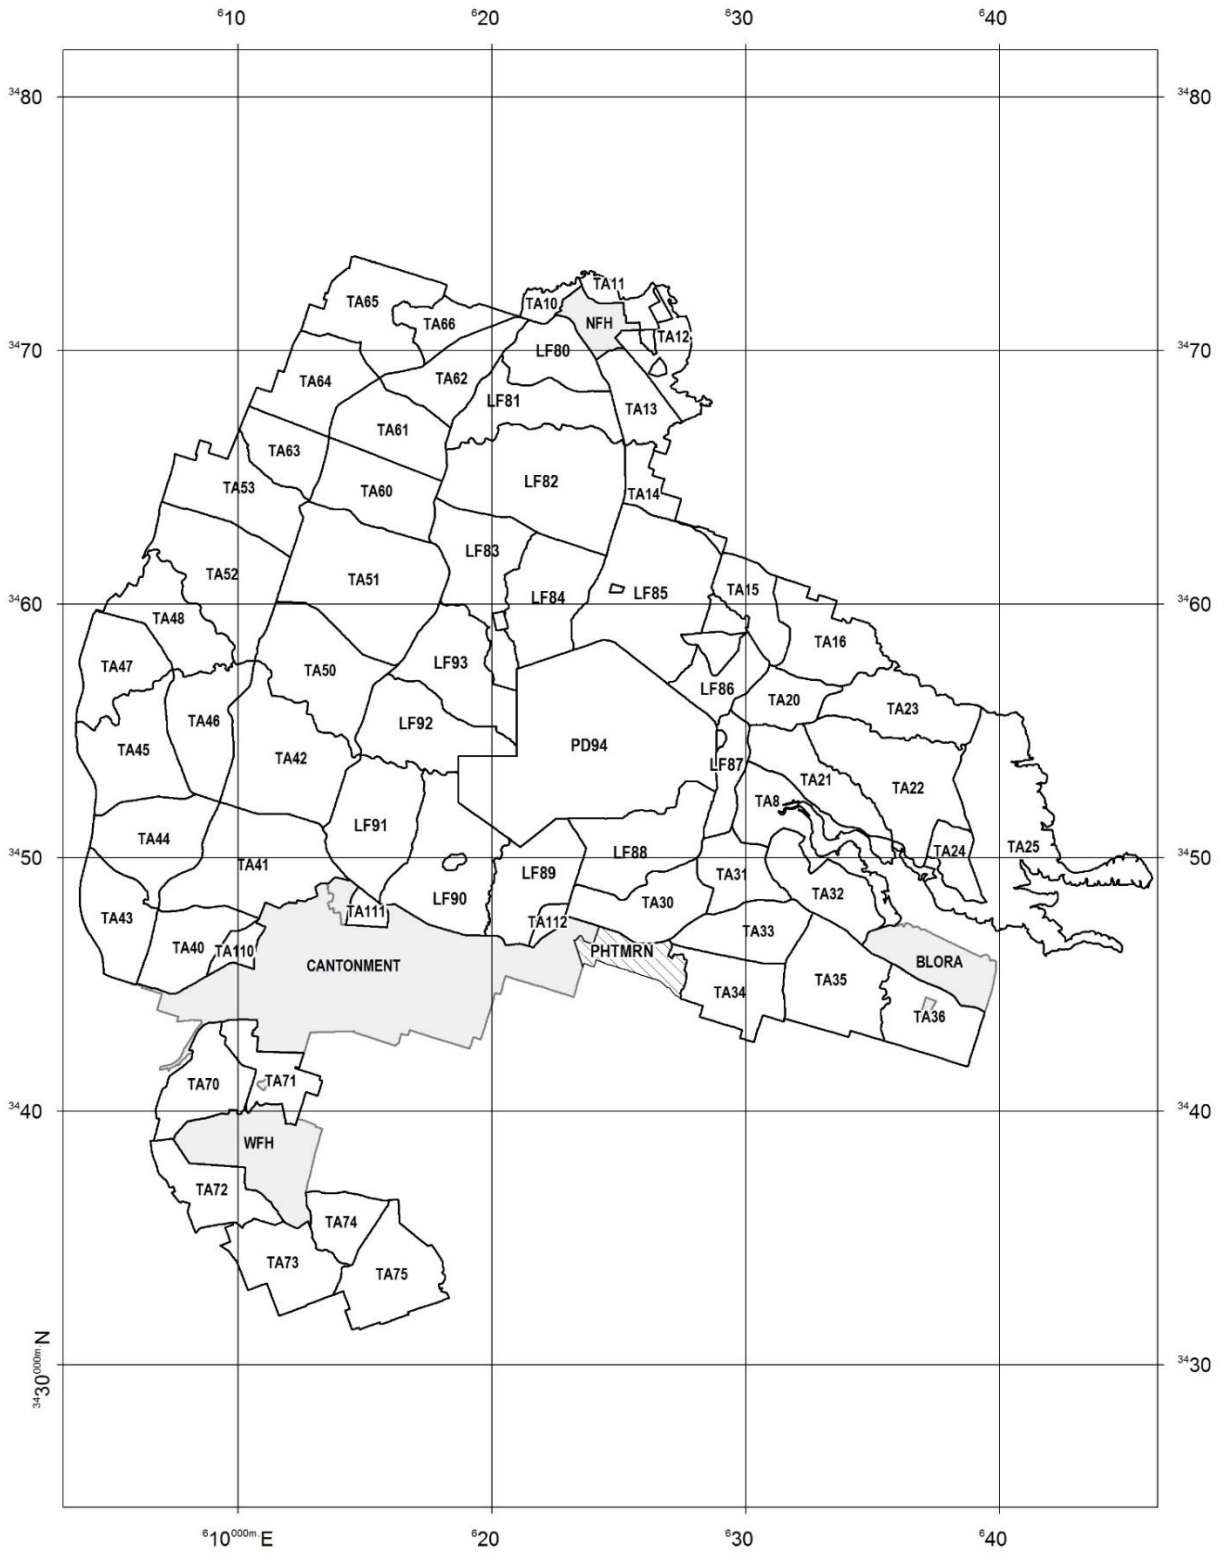 ⁶10 ⁶20 ⁶30 ⁶40
³⁴80 ³⁴80
TA11
TA65 TA10
TA66 NFH
TA12
³⁴70 LF80 ³⁴70
TA64 TA62
LF81
TA13
TA61
TA63
LF82
TA53 TA60
TA14
LF83
TA52 TA51
TA15
LF84 LF85
³⁴60 ³⁴60
TA48
TA16
TA47 TA50 LF93
LF86
TA20
TA46 LF92 TA23
TA45 PD94
TA42 LF87
TA21
TA22
TA8
LF91
TA44
³⁴50 TA41 LF88 TA24 TA25 ³⁴50
LF89 TA31
TA32
LF90 TA30
TA43 TA111
TA112
TA33
TA40 TA110 PHTMRN
CANTONMENT BLORA
TA35
TA34
TA36
TA70 TA71
³⁴40 ³⁴40
WFH
TA72
TA74
TA73
TA75
³⁴30⁰⁰⁰ᵐ·N ³⁴30
⁶10⁰⁰⁰ᵐ·E ⁶20 ⁶30 ⁶40